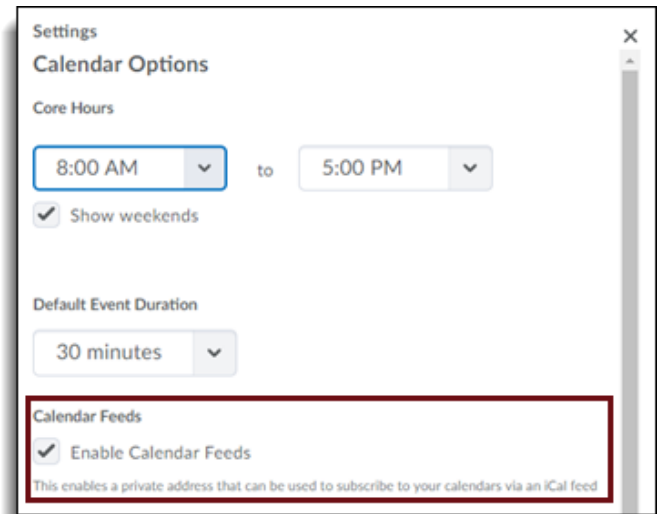 Settings
Calendar Options
Core Hours
8:00 AM to 5:00 PM
Show weekends
Default Event Duration
30 minutes
Calendar Feeds
Enable Calendar Feeds
This enables a private address that can be used to subscribe to your calendars via an iCal feed